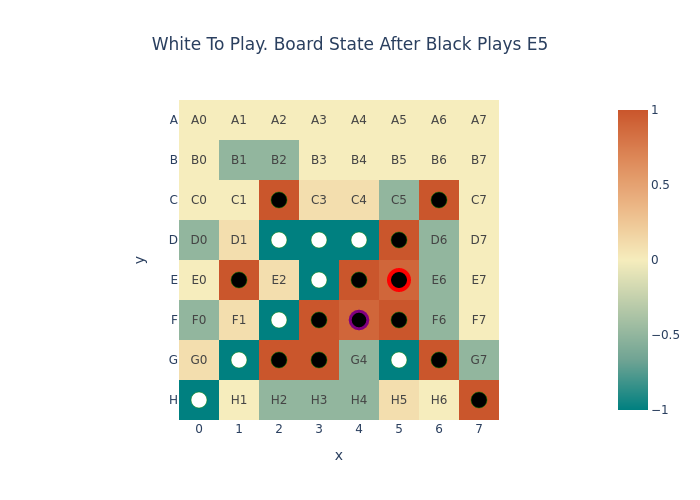 White To Play. Board State After Black Plays E5
A A0 A1 A2 A3 A4 A5 A6 A7
B B0 B1 B2 B3 B4 B5 B6 B7
C C0 C1 C3 C4 C5 C7
D D0 D1 D6 D7
E E0 E2 E6 E7
F F0 F1 F6 F7
G G0 G4 G7
H H1 H2 H3 H4 H5 H6
0 1 2 3 4 5 6 7
x
y
1
0.5
0
−0.5
−1